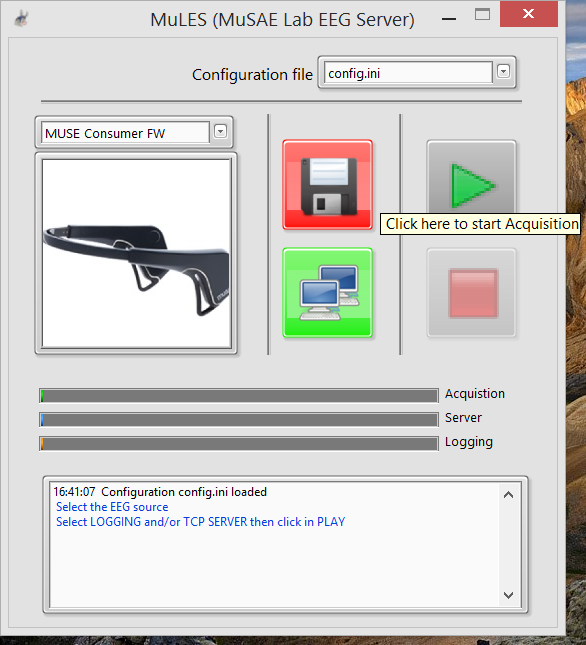 MuLES (MuSAE Lab EEG Server)
Configuration file
config.ini
MUSE Consumer FW
Click here to start Acquisition
Acquistion
Server
Logging
16:41:07 Configuration config.ini loaded
Select the EEG source
Select LOGGING and/or TCP SERVER then click in PLAY